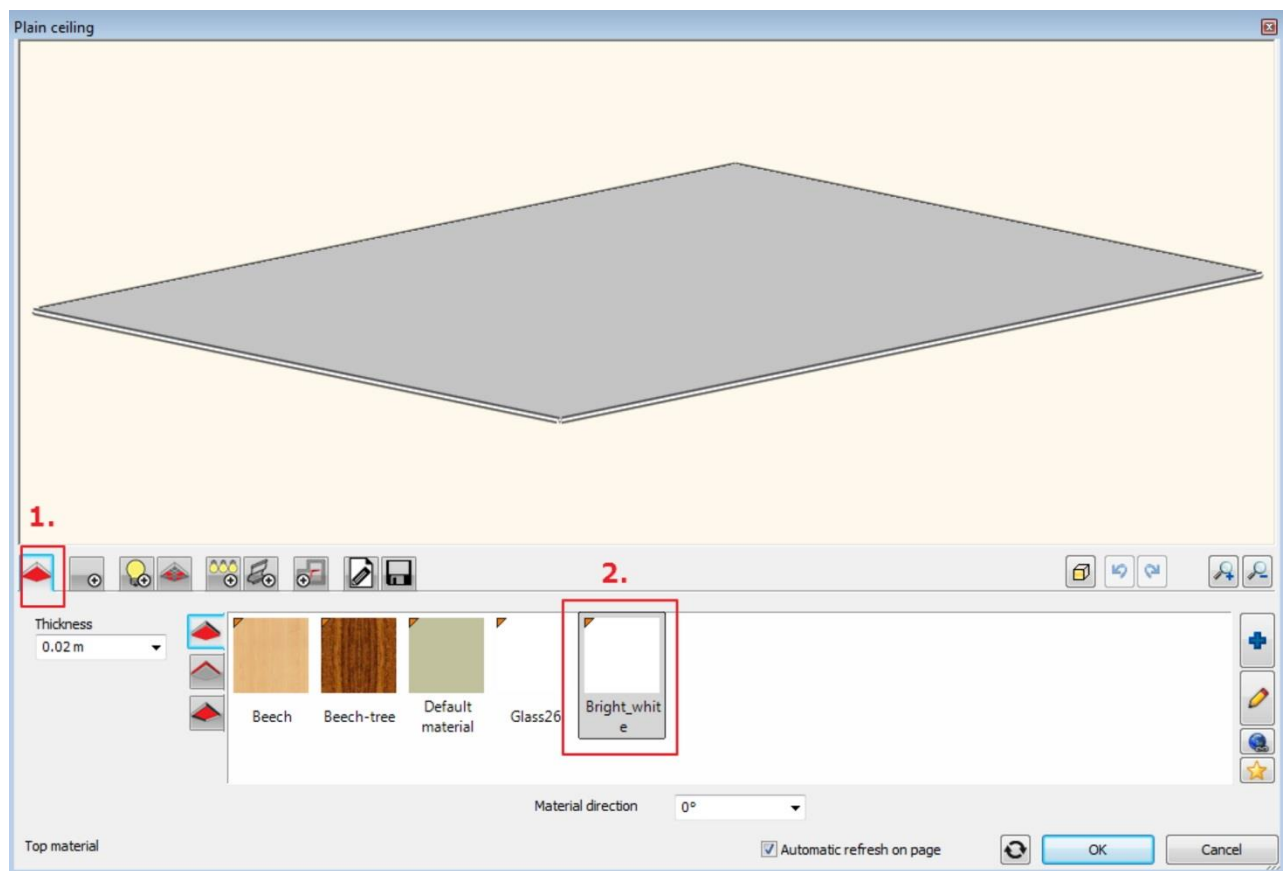 Plain ceiling
1.
2.
Thickness
0.02 m
Beech
Beech-tree
Default
material
Glass26
Bright_whit
e
Material direction
0°
Top material
Automatic refresh on page
OK
Cancel